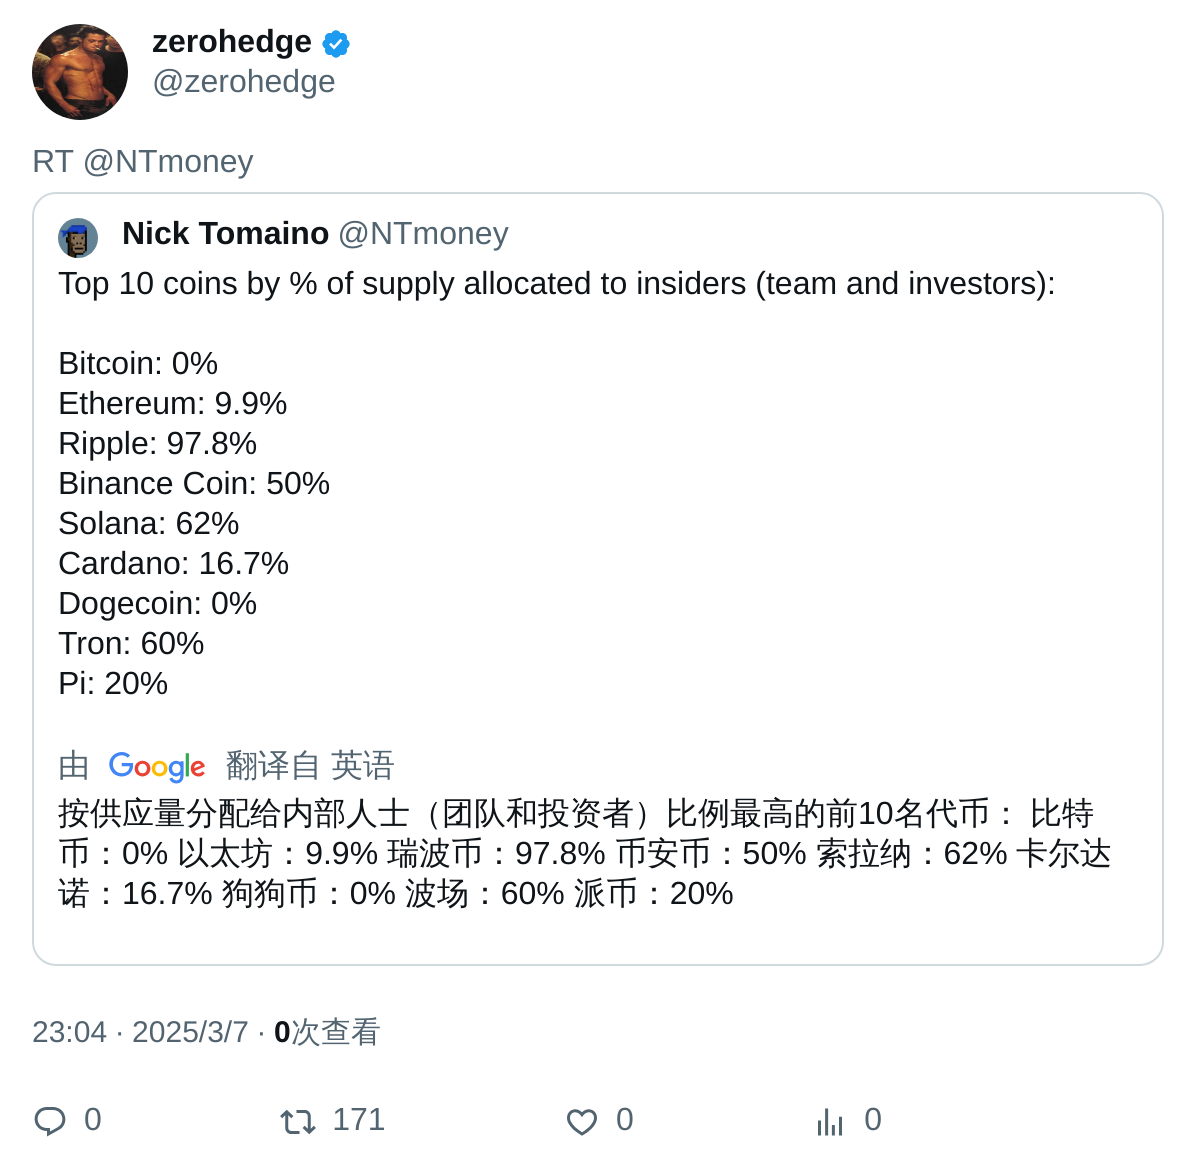 zerohedge
@zerohedge
RT @NTmoney
Nick Tomaino @NTmoney
Top 10 coins by % of supply allocated to insiders (team and investors):
Bitcoin: 0%
Ethereum: 9.9%
Ripple: 97.8%
Binance Coin: 50%
Solana: 62%
Cardano: 16.7%
Dogecoin: 0%
Tron: 60%
Pi: 20%
由 Google 翻译自 英语
按供应量分配给内部人士（团队和投资者）比例最高的前10名代币： 比特
币：0% 以太坊：9.9% 瑞波币：97.8% 币安币：50% 索拉纳：62% 卡尔达
诺：16.7% 狗狗币：0% 波场：60% 派币：20%
23:04 · 2025/3/7 · 0次查看
0 171 0 0